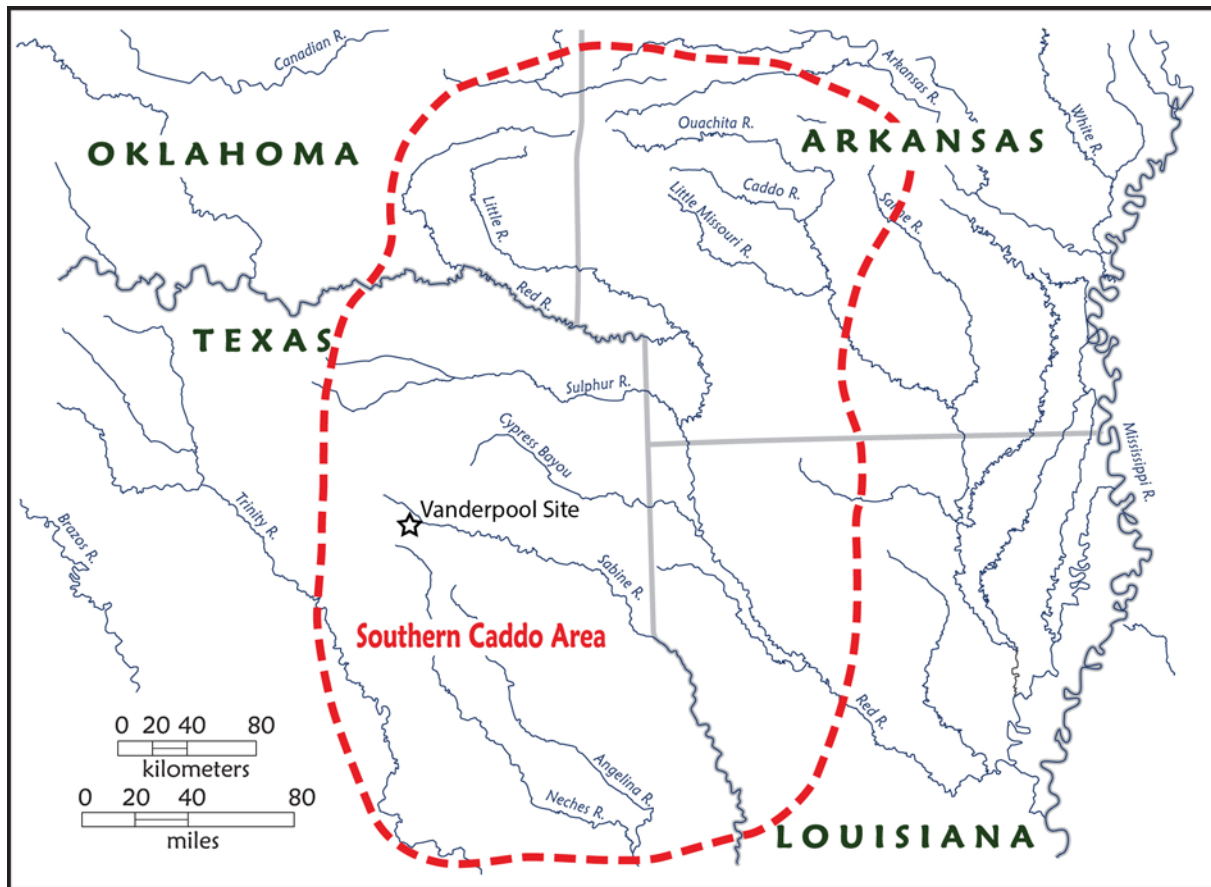 Canadian R.
Arkansas R.
White R.
OKLAHOMA
Ouachita R.
ARKANSAS
Caddo R.
Little Missouri R.
Little R.
Saline R.
Red R.
TEXAS
Sulphur R.
Cypress Bayou
Mississippi R.
Trinity R.
Vanderpool Site
Brazos R.
Sabine R.
Southern Caddo Area
Red R.
0 20 40 80
kilometers
Angelina R.
Neches R.
0 20 40 80
miles
LOUISIANA